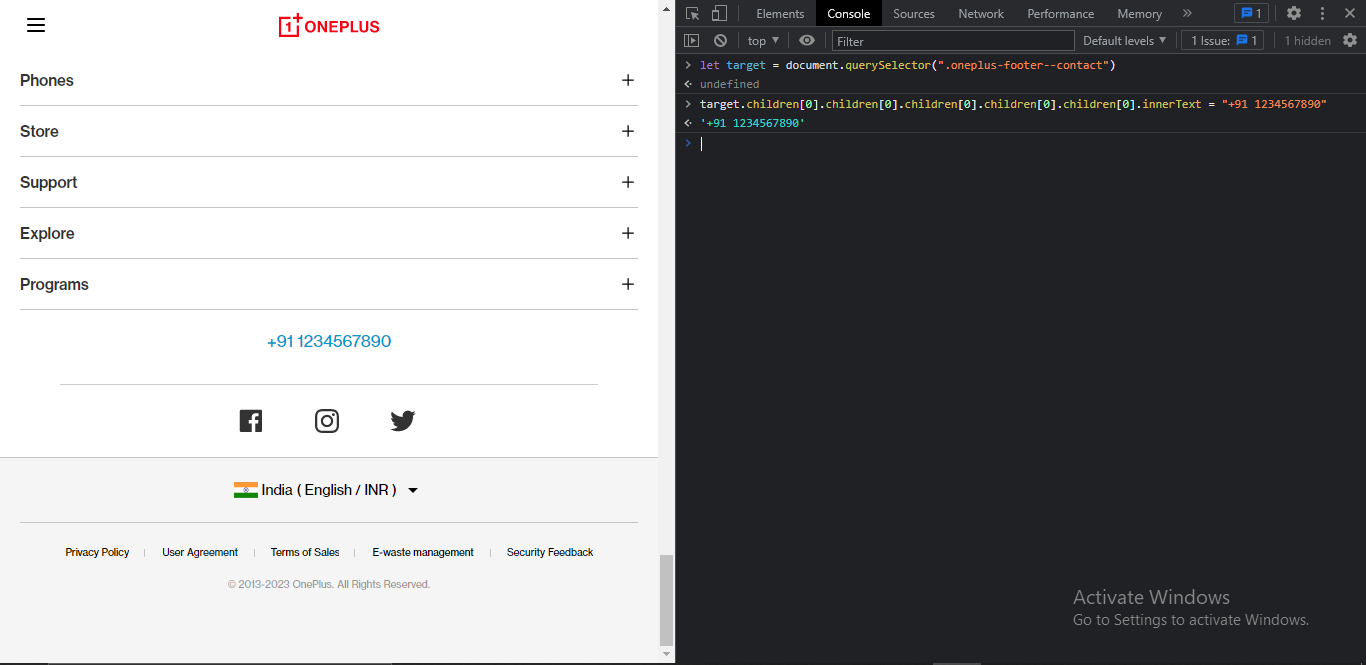 ONEPLUS
Phones
Store
Support
Explore
Programs
+91 1234567890
India ( English / INR )
Privacy Policy | User Agreement | Terms of Sales | E-waste management | Security Feedback
© 2013-2023 OnePlus. All Rights Reserved.
Elements Console Sources Network Performance Memory » 1
top Filter Default levels 1 Issue: 1 1 hidden
> let target = document.querySelector(".oneplus-footer--contact")
undefined
> target.children[0].children[0].children[0].children[0].children[0].innerText = "+91 1234567890"
'+91 1234567890'
>
Activate Windows
Go to Settings to activate Windows.